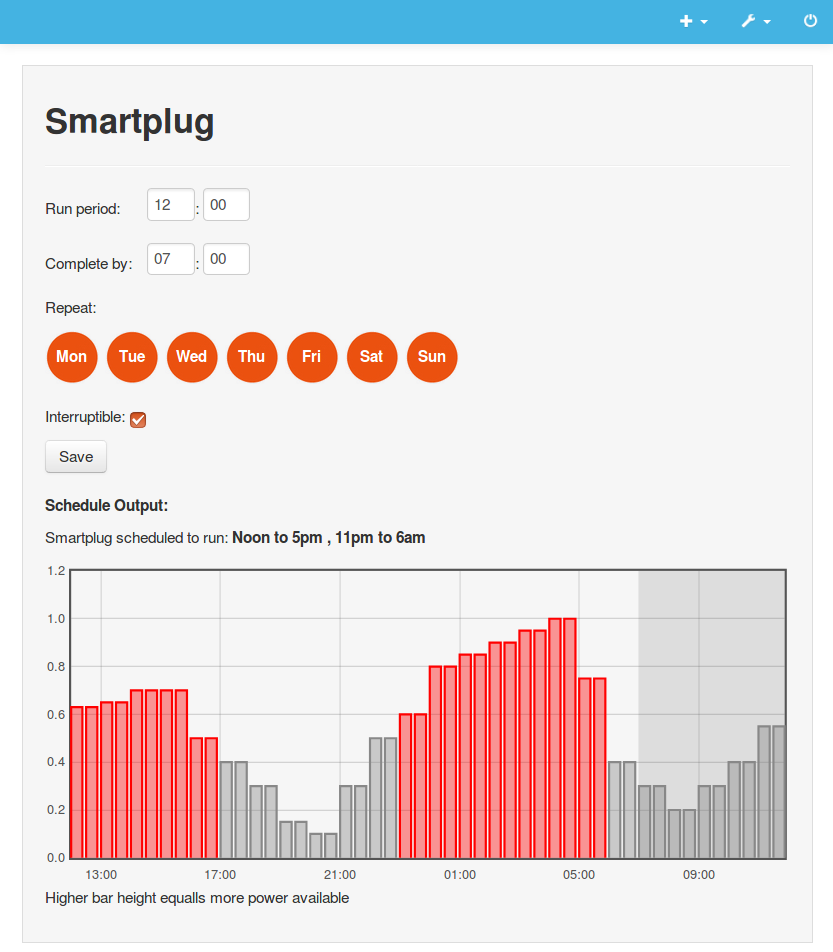 Smartplug
Run period: 12 : 00
Complete by: 07 : 00
Repeat:
Mon Tue Wed Thu Fri Sat Sun
Interruptible:
Save
Schedule Output:
Smartplug scheduled to run: Noon to 5pm , 11pm to 6am
1.2
1.0
0.8
0.6
0.4
0.2
0.0
13:00 17:00 21:00 01:00 05:00 09:00
Higher bar height equalls more power available